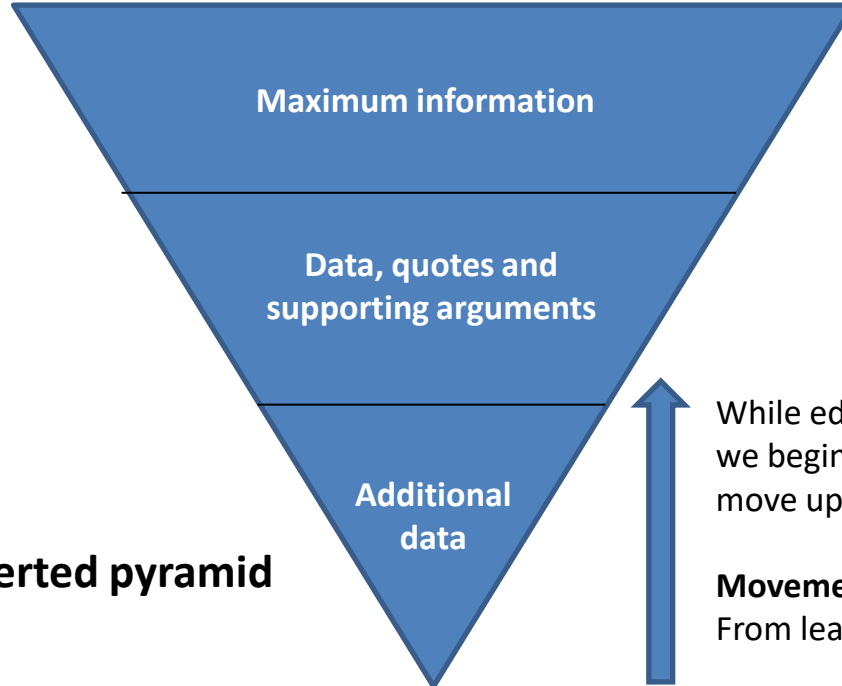 Maximum information
Data, quotes and
supporting arguments
Additional
data
erted pyramid
While ed
we begin
move up
Moveme
From lea